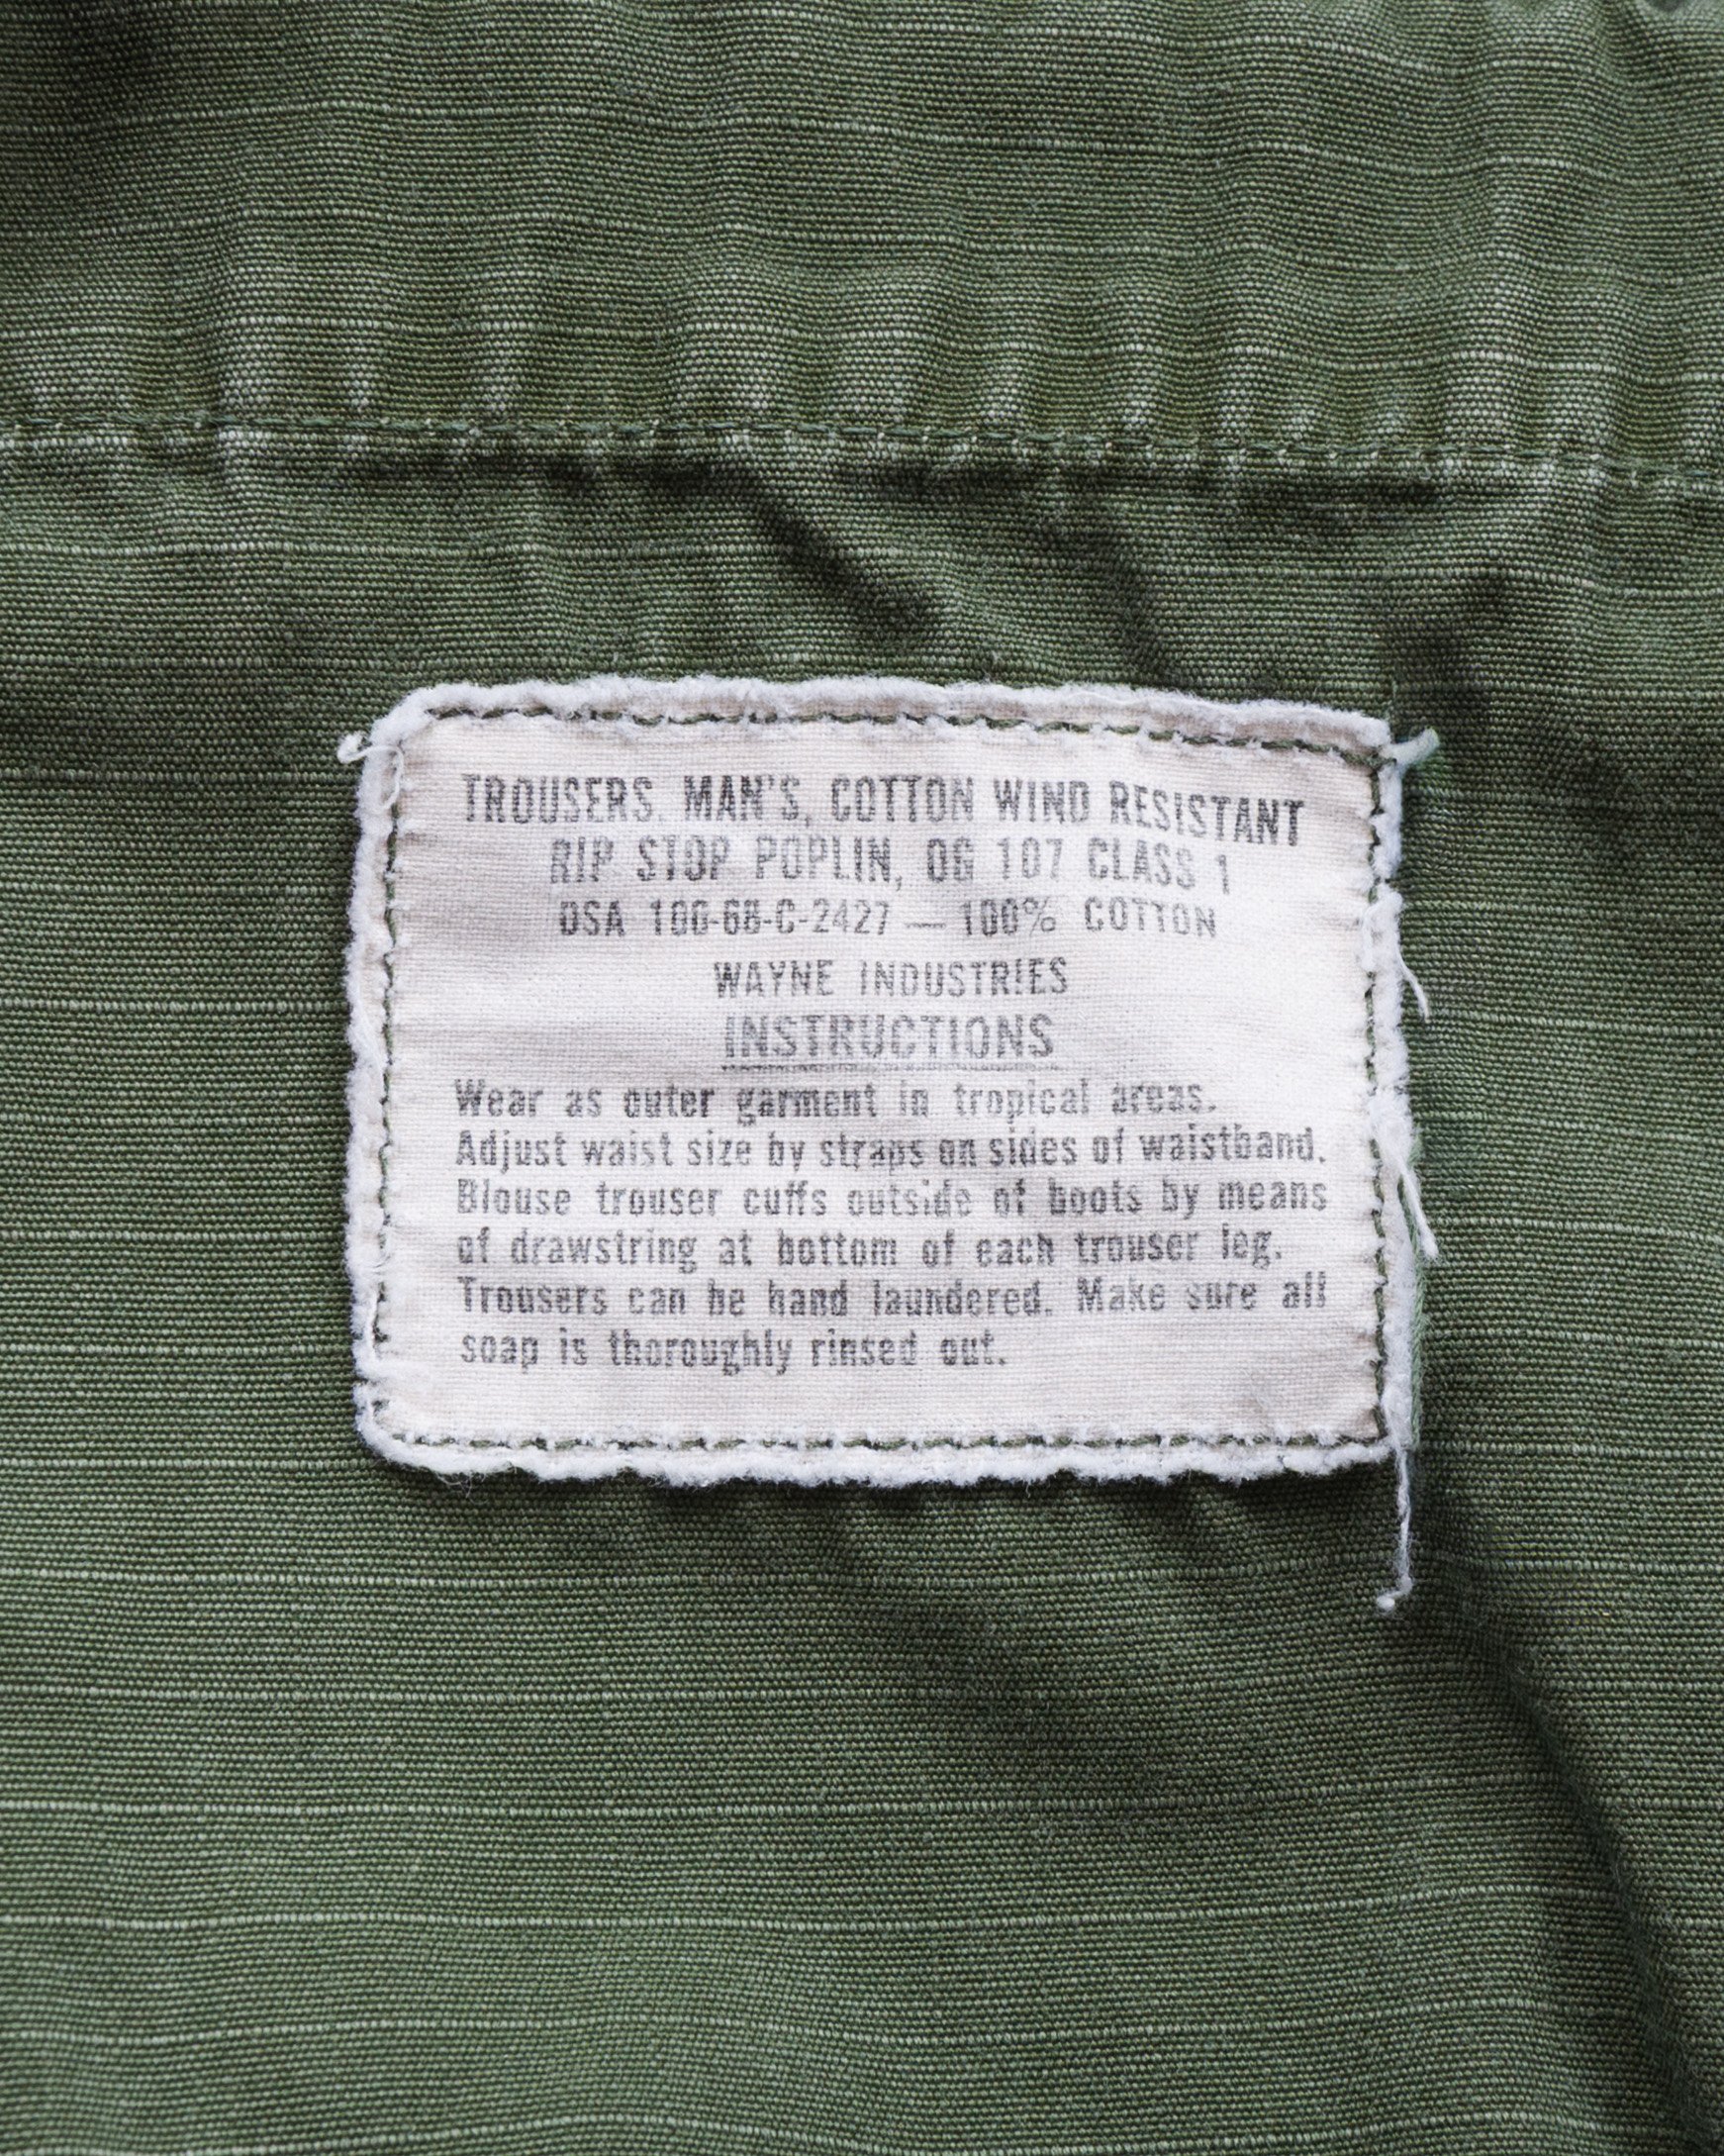 TROUSERS. MAN'S, COTTON WIND RESISTANT
RIP STOP POPLIN, OG 107 CLASS 1
DSA 100-68-C-2427 — 100% COTTON
WAYNE INDUSTRIES
INSTRUCTIONS
Wear as outer garment in tropical areas.
Adjust waist size by straps on sides of waistband.
Blouse trouser cuffs outside of boots by means
of drawstring at bottom of each trouser leg.
Trousers can be hand laundered. Make sure all
soap is thoroughly rinsed out.